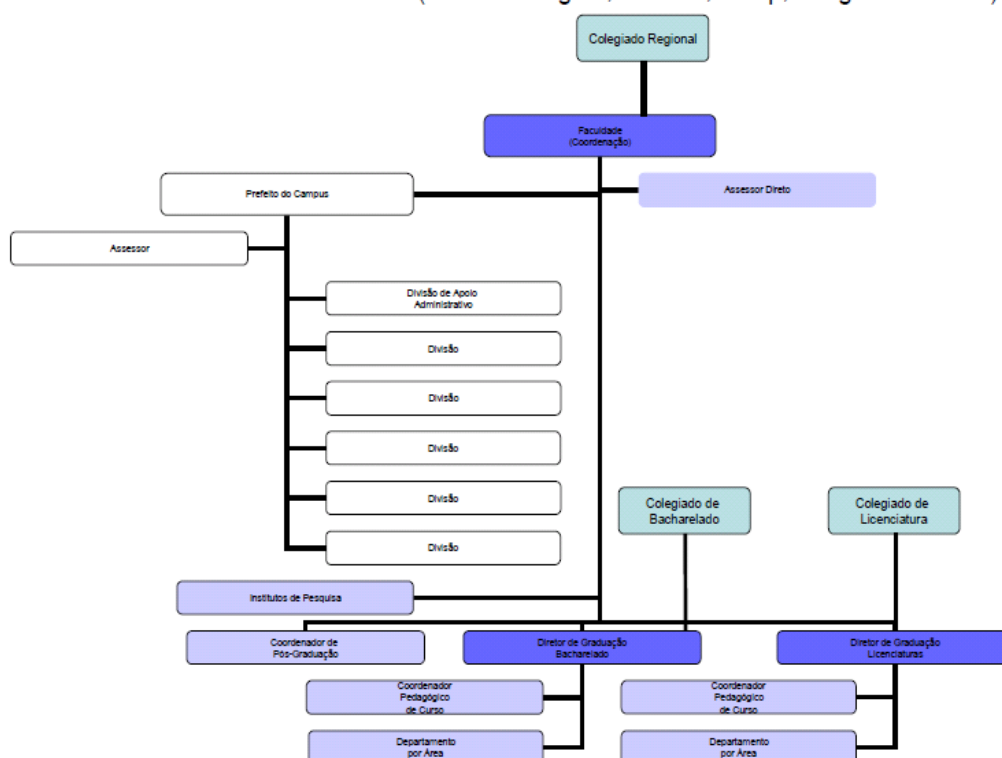 Colegiado Regional
Faculdade
(Coordenação)
Prefeito do Campus
Assessor Direto
Assessor
Divisão de Apoio
Administrativo
Divisão
Divisão
Divisão
Divisão
Divisão
Colegiado de
Bacharelado
Colegiado de
Licenciatura
Institutos de Pesquisa
Coordenador de
Pós-Graduação
Diretor de Graduação
Bacharelado
Diretor de Graduação
Licenciaturas
Coordenador
Pedagógico
de Curso
Coordenador
Pedagógico
de Curso
Departamento
por Área
Departamento
por Área